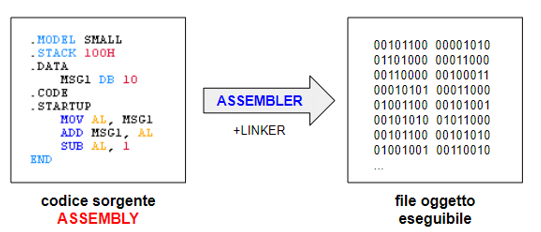 .MODEL SMALL
.STACK 100H
.DATA
MSG1 DB 10
.CODE
.STARTUP
MOV AL, MSG1
ADD MSG1, AL
SUB AL, 1
END
codice sorgente
ASSEMBLY
ASSEMBLER
+LINKER
00101100 00001010
01101000 00011000
00110000 00100011
00010101 00011000
01001100 00101001
00101010 01011000
00101100 00101010
01001001 00110010
...
file oggetto
eseguibile